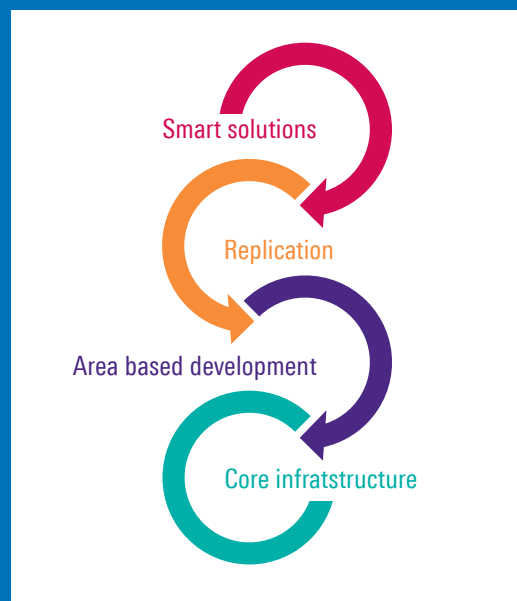 Smart solutions
Replication
Area based development
Core infratstructure